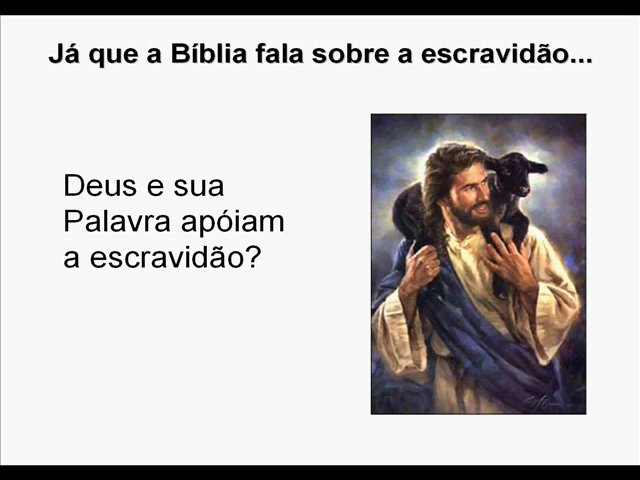 Já que a Bíblia fala sobre a escravidão...
Deus e sua
Palavra apóiam
a escravidão?